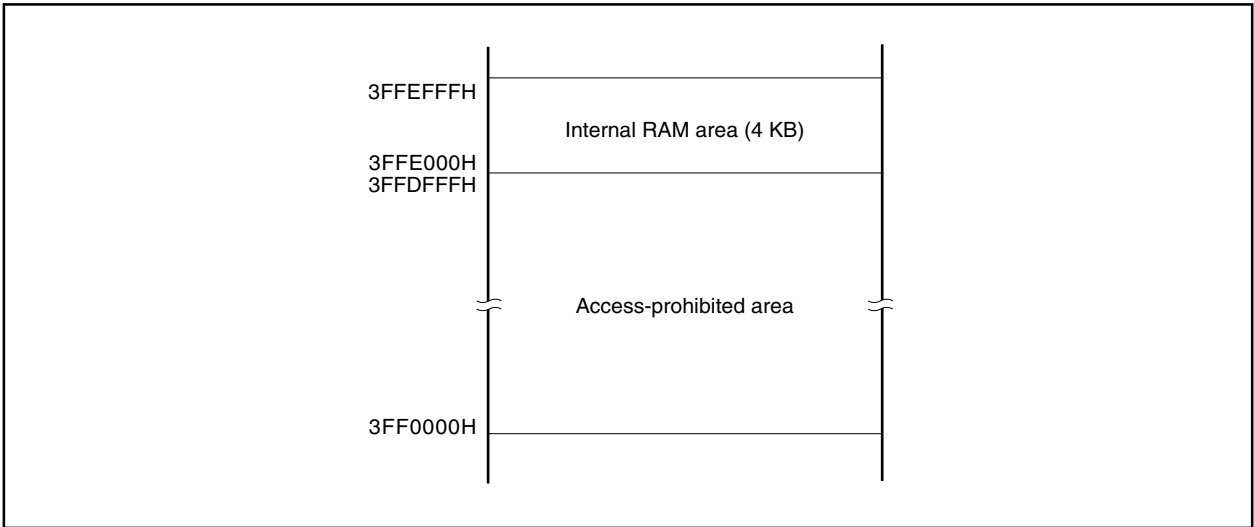 3FFEFFFH
Internal RAM area (4 KB)
3FFE000H
3FFDFFFH
Access-prohibited area
3FF0000H